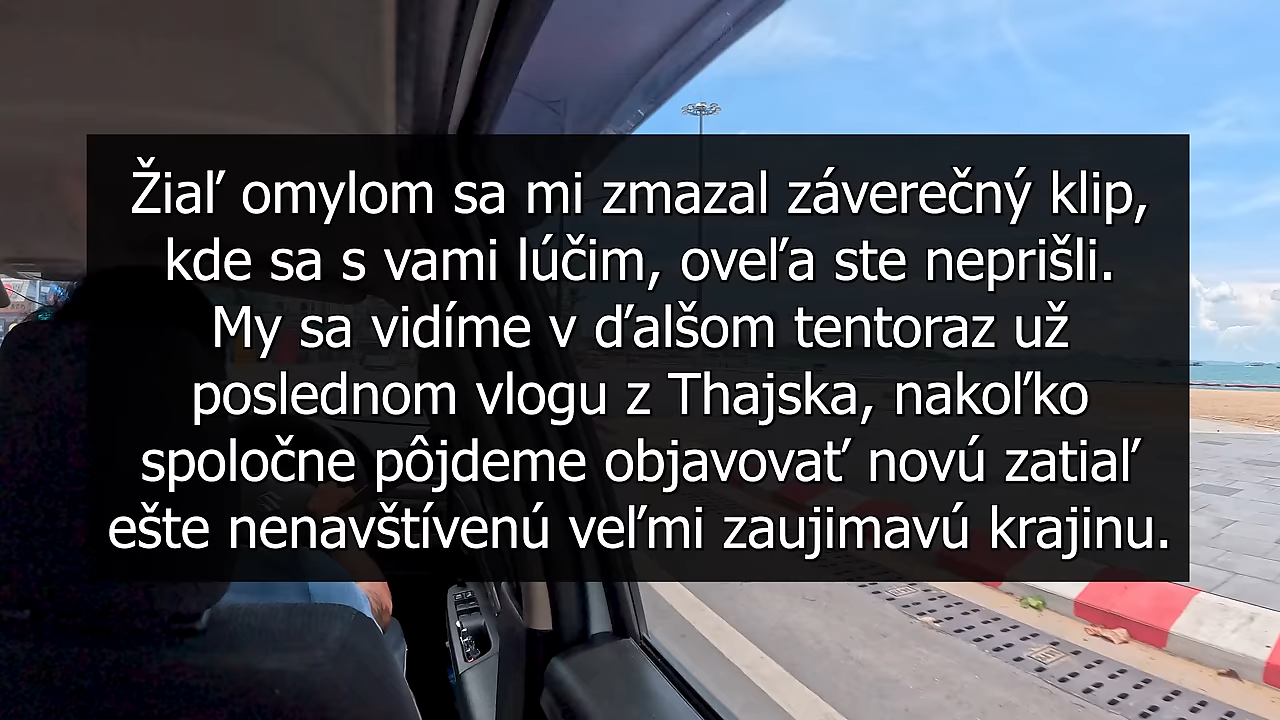 Žiaľ omylom sa mi zmazal záverečný klip,
kde sa s vami lúčim, oveľa ste neprišli.
My sa vidíme v ďalšom tentoraz už
poslednom vlogu z Thajska, nakoľko
spoločne pôjdeme objavovať novú zatiaľ
ešte nenavštívenú veľmi zaujimavú krajinu.